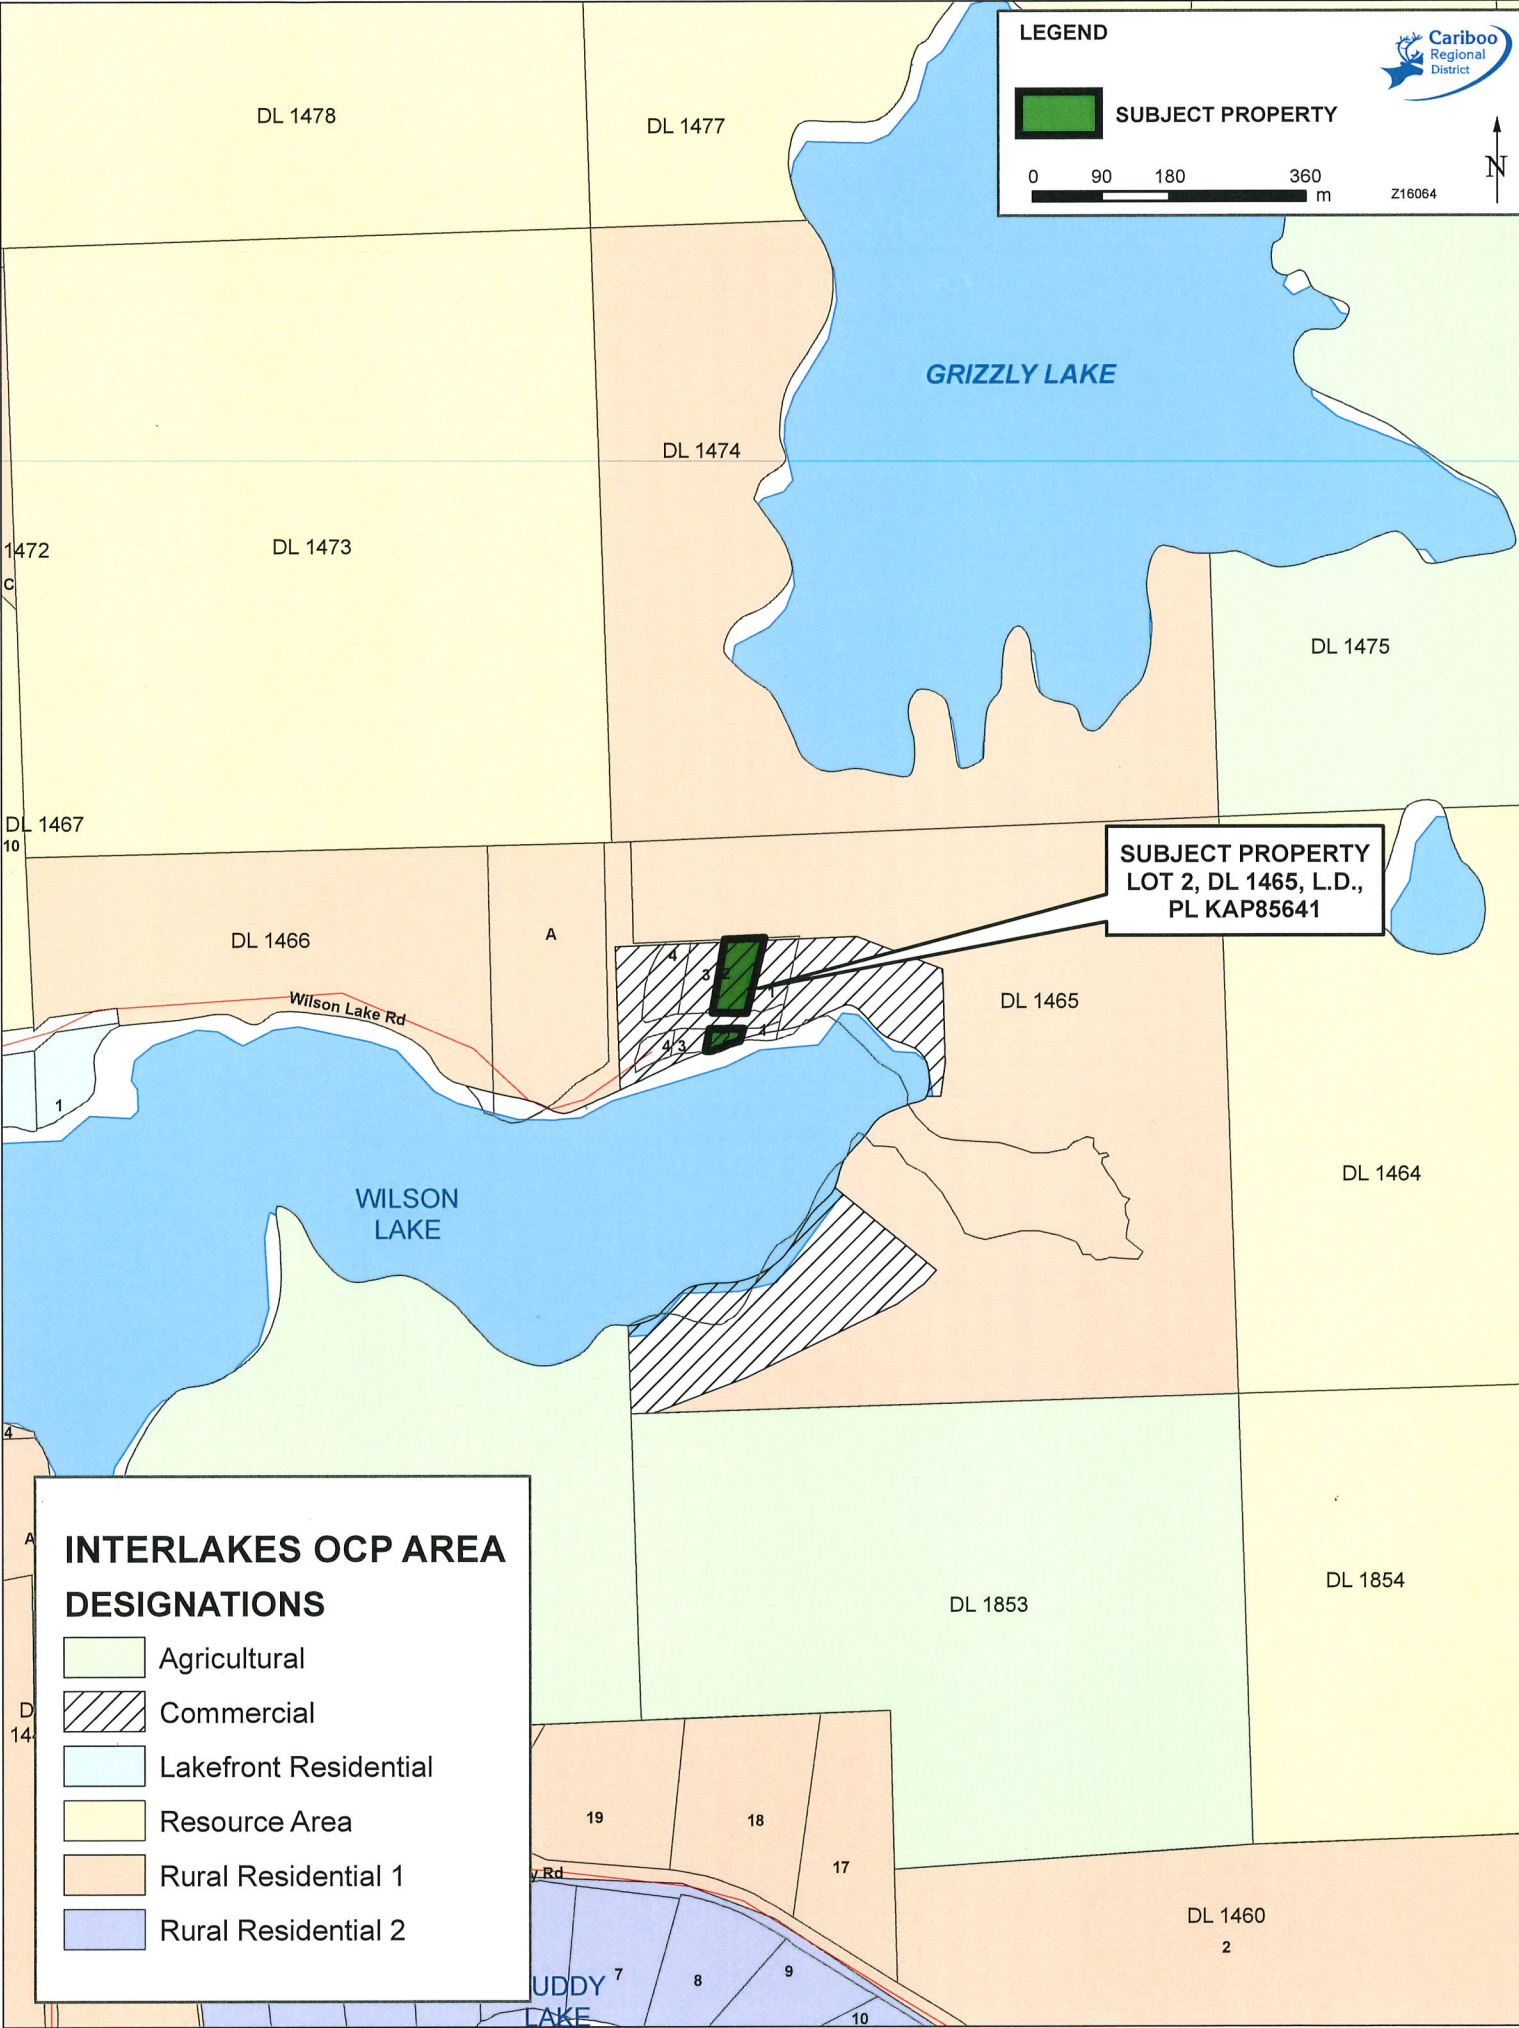 LEGEND
Cariboo
Regional
District
SUBJECT PROPERTY
0 90 180 360
m
Z16064
N
DL 1478
DL 1477
GRIZZLY LAKE
DL 1474
1472
DL 1473
C
DL 1475
DL 1467
10
SUBJECT PROPERTY
LOT 2, DL 1465, L.D.,
PL KAP85641
DL 1466
A
4
3
2
1
DL 1465
Wilson Lake Rd
4
3
1
1
DL 1464
WILSON
LAKE
4
A
INTERLAKES OCP AREA
DESIGNATIONS
Agricultural
Commercial
Lakefront Residential
Resource Area
Rural Residential 1
Rural Residential 2
DL 1853
DL 1854
D
19
18
17
y Rd
DL 1460
2
7
8
9
10
UDDY
LAKE